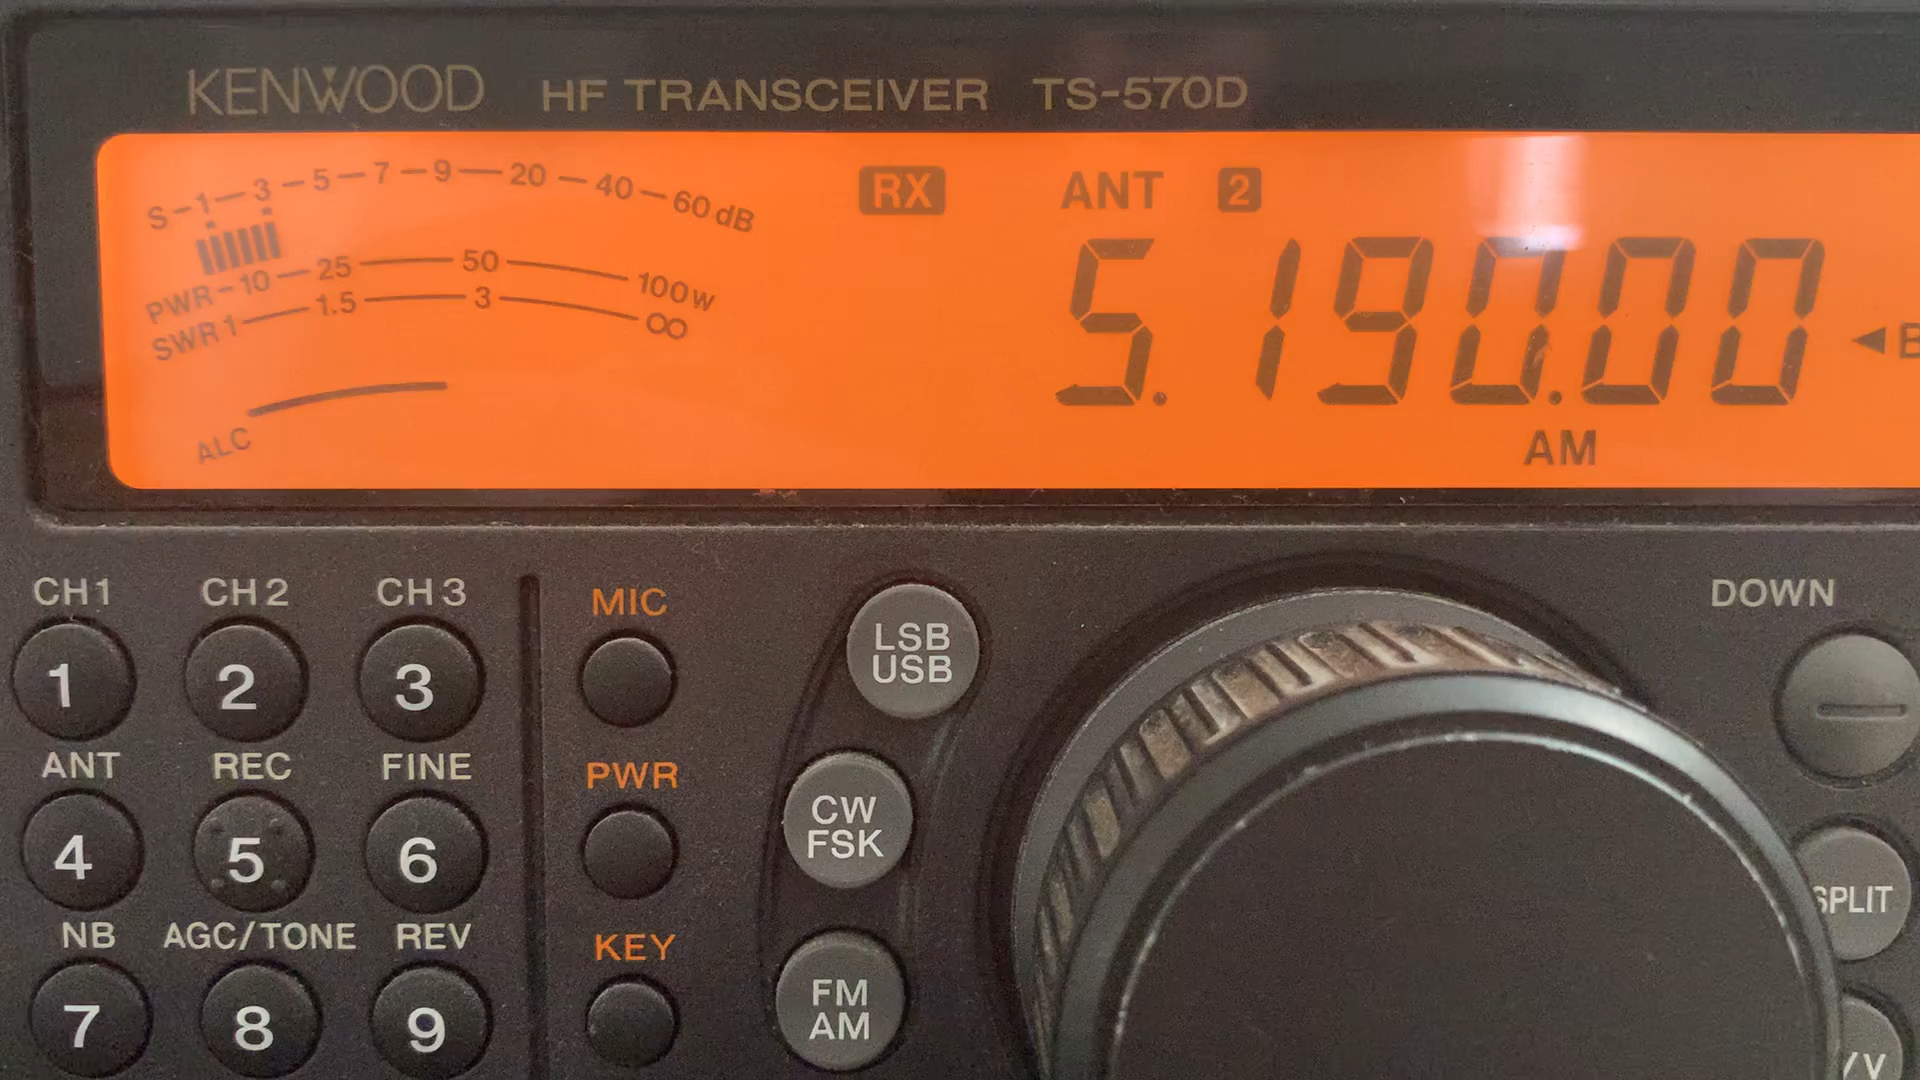 KENWOOD HF TRANSCEIVER TS-570D
S-1-3-5-7-9-20-40-60dB
RX ANT 2
PWR-10-25-50-100W
SWR1-1.5-3-∞
5.190.00
◄B
AM
ALC
CH1 CH2 CH3 MIC DOWN
1 2 3
LSB
USB
ANT REC FINE PWR
4 5 6
CW
FSK
SPLIT
NB AGC/TONE REV KEY
7 8 9
FM
AM
/V